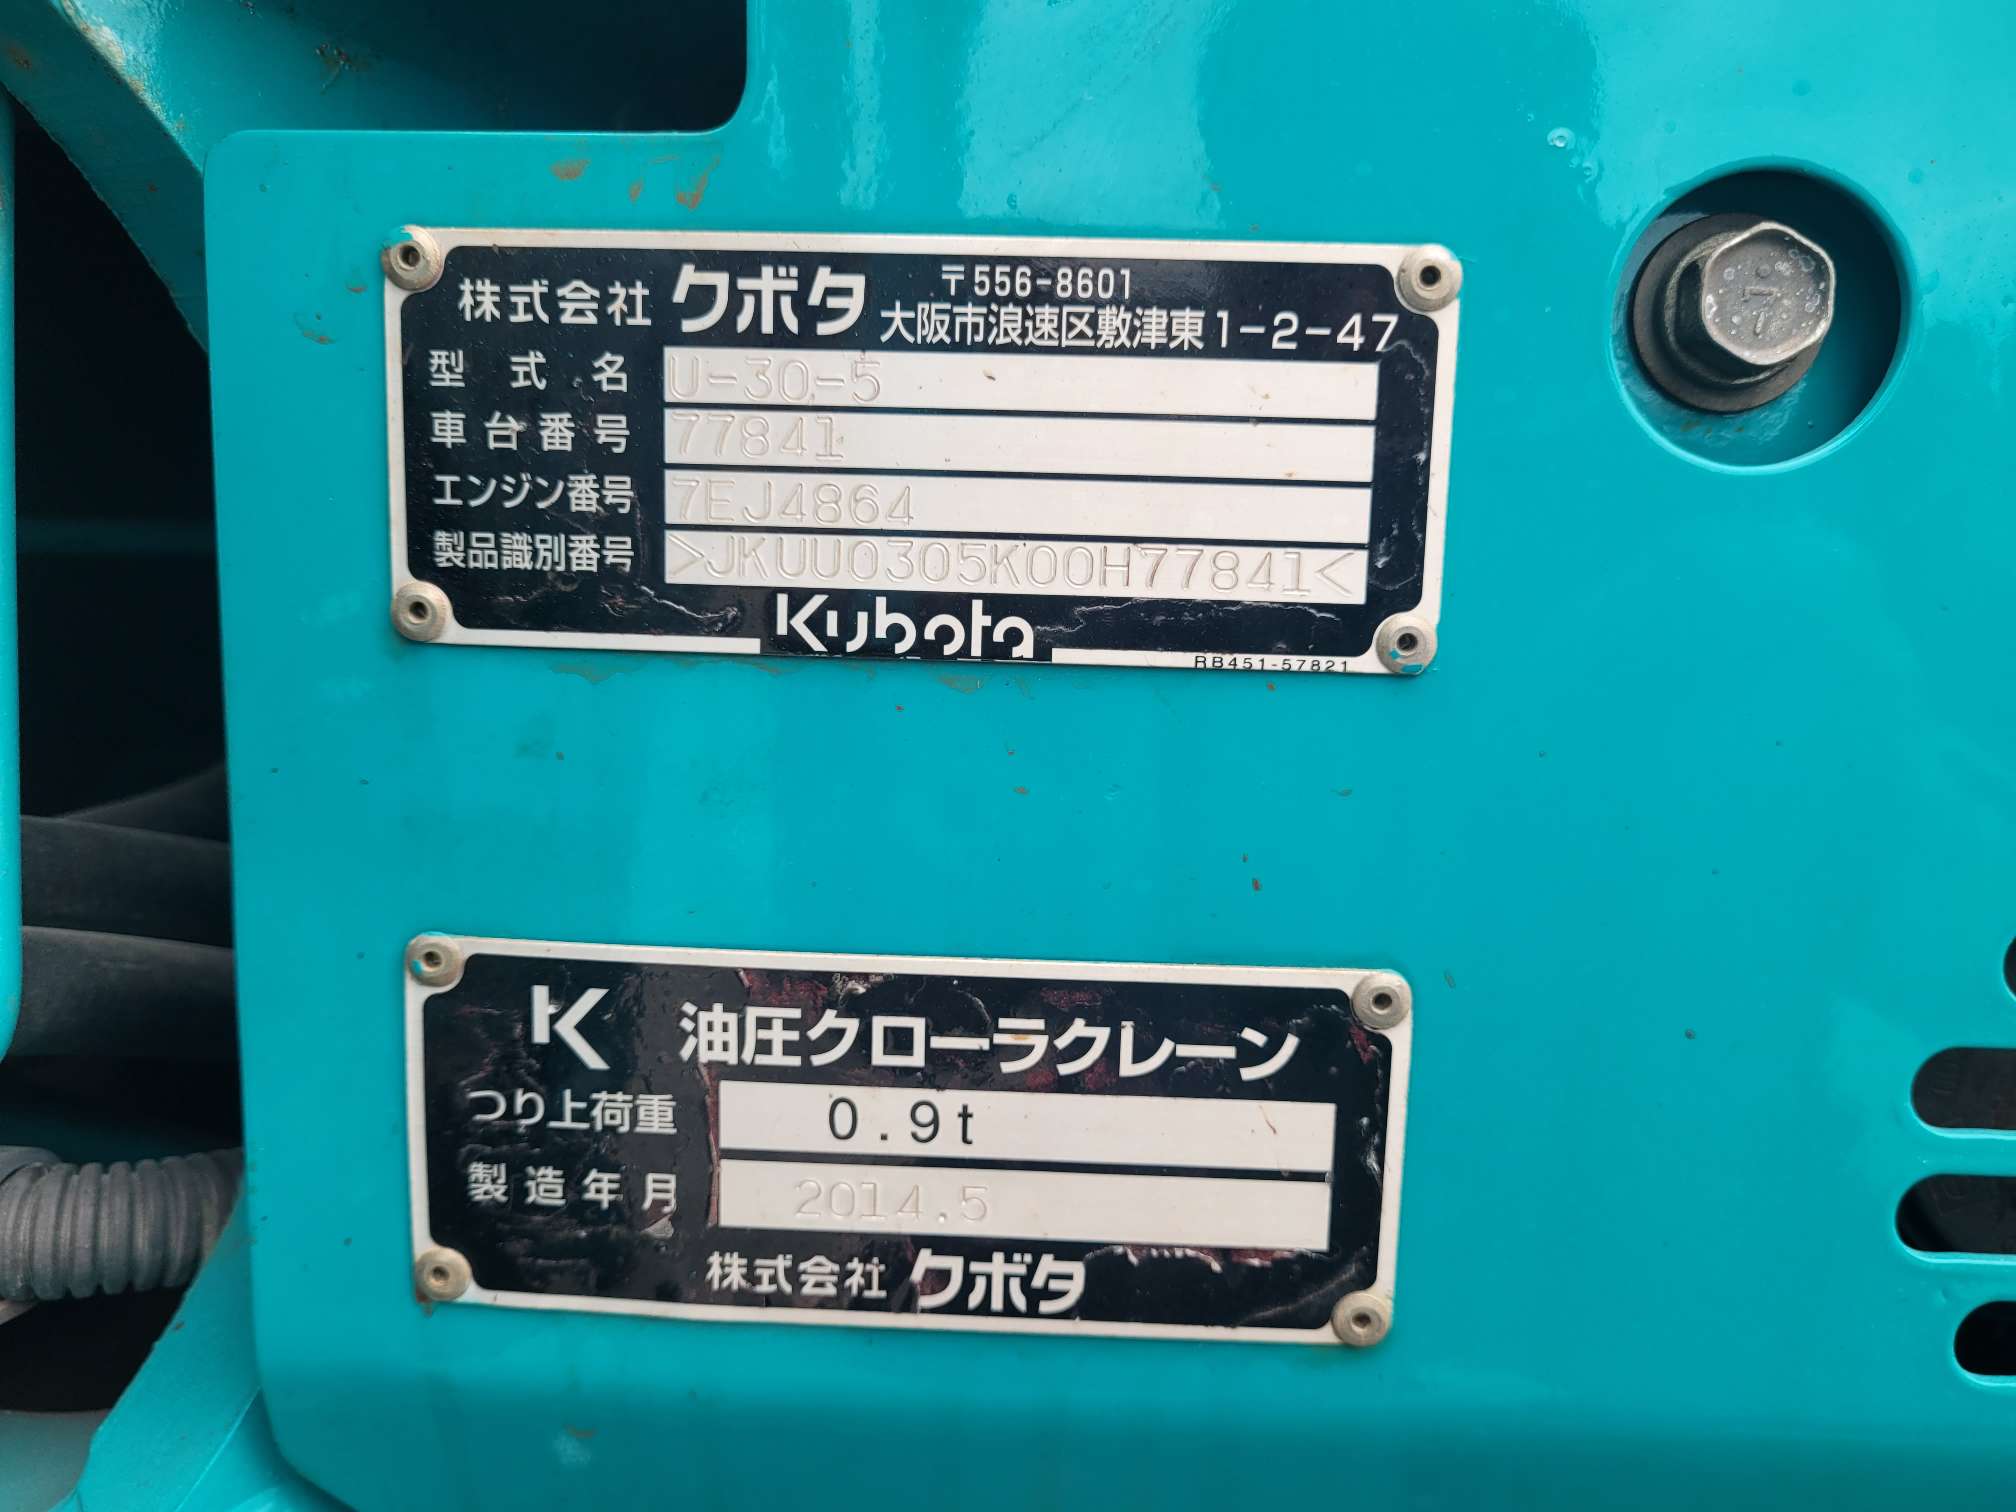 株式会社 クボタ 〒556-8601
大阪市浪速区敷津東1-2-47
型式名 U-30-5
車台番号 77841
エンジン番号 7EJ4864
製品識別番号 >JKUU0305K00H77841<
Kubota
RB451-57821
K 油圧クローラクレーン
つり上荷重 0.9t
製造年月 2014.5
株式会社 クボタ
7